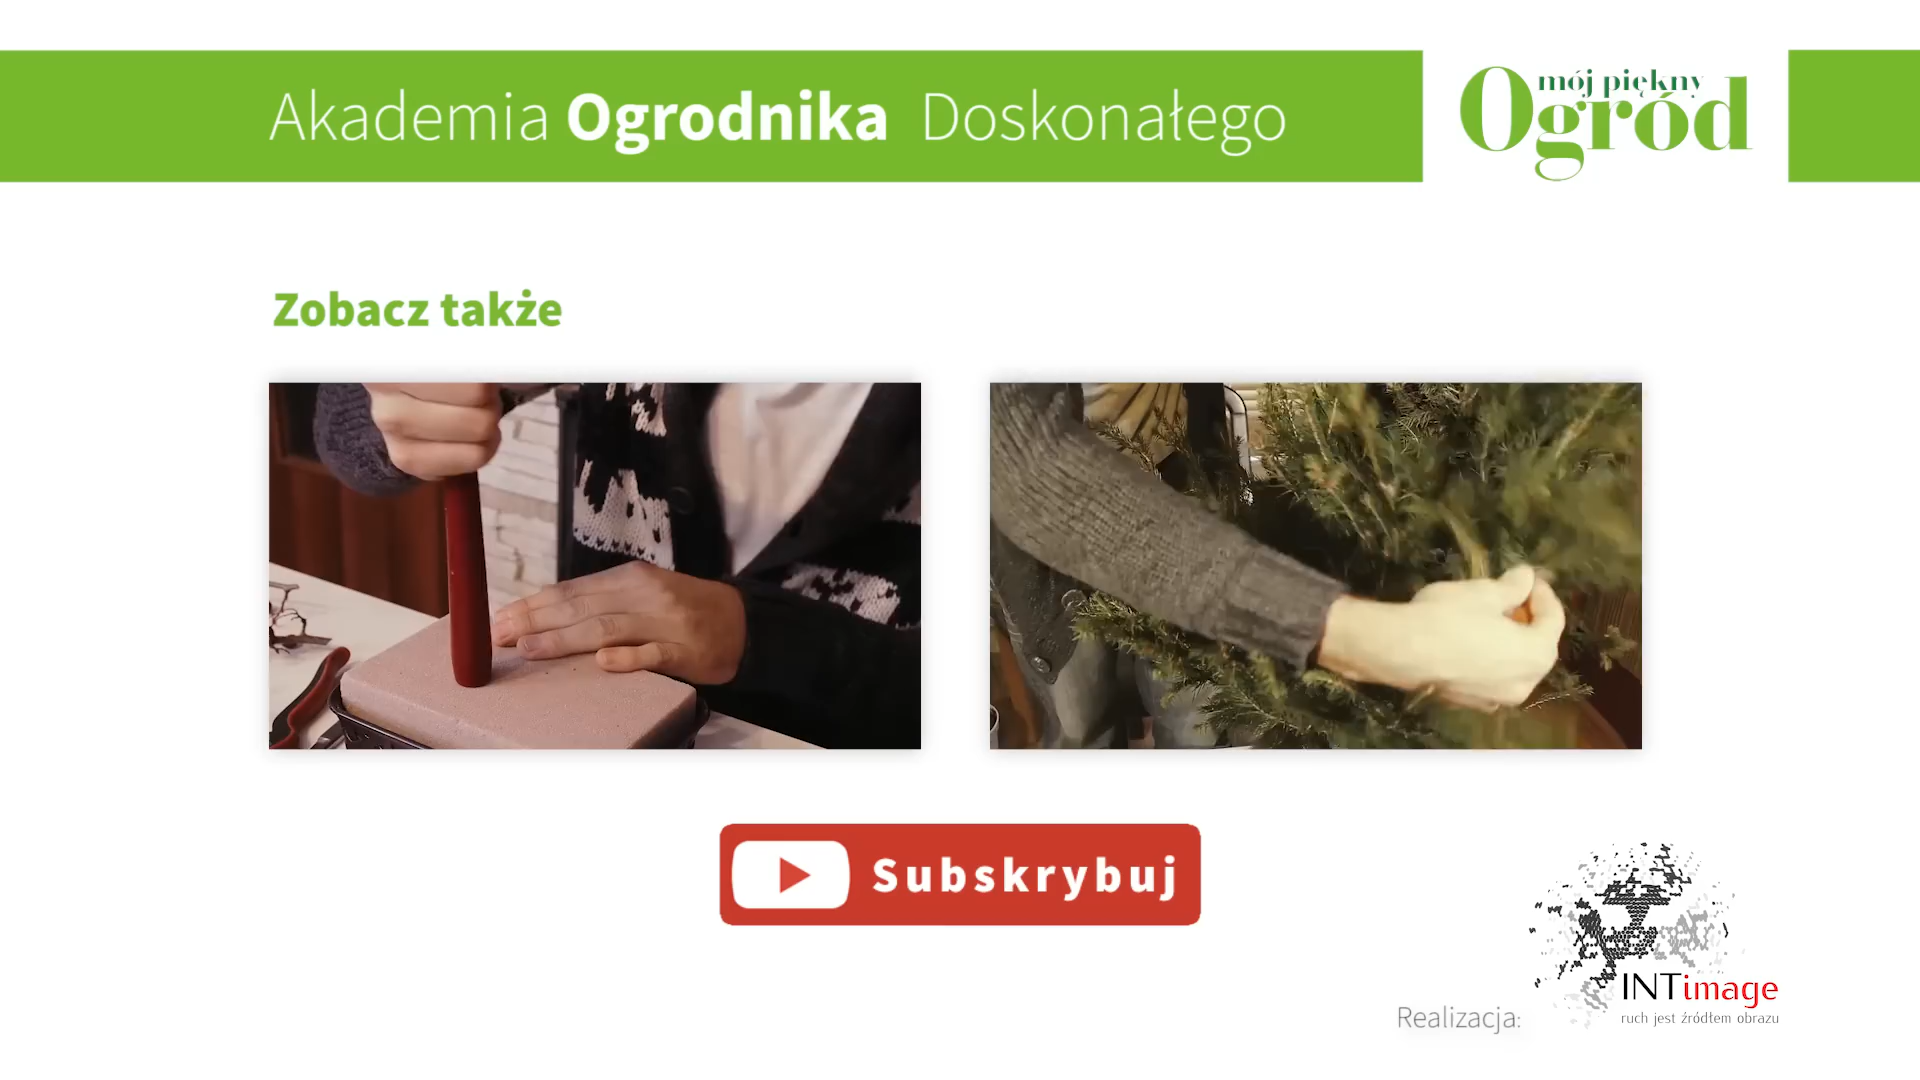 Akademia Ogrodnika Doskonałego
mój piękny
Ogród
Zobacz także
Subskrybuj
INTimage
Realizacja:
ruch jest źródłem obrazu